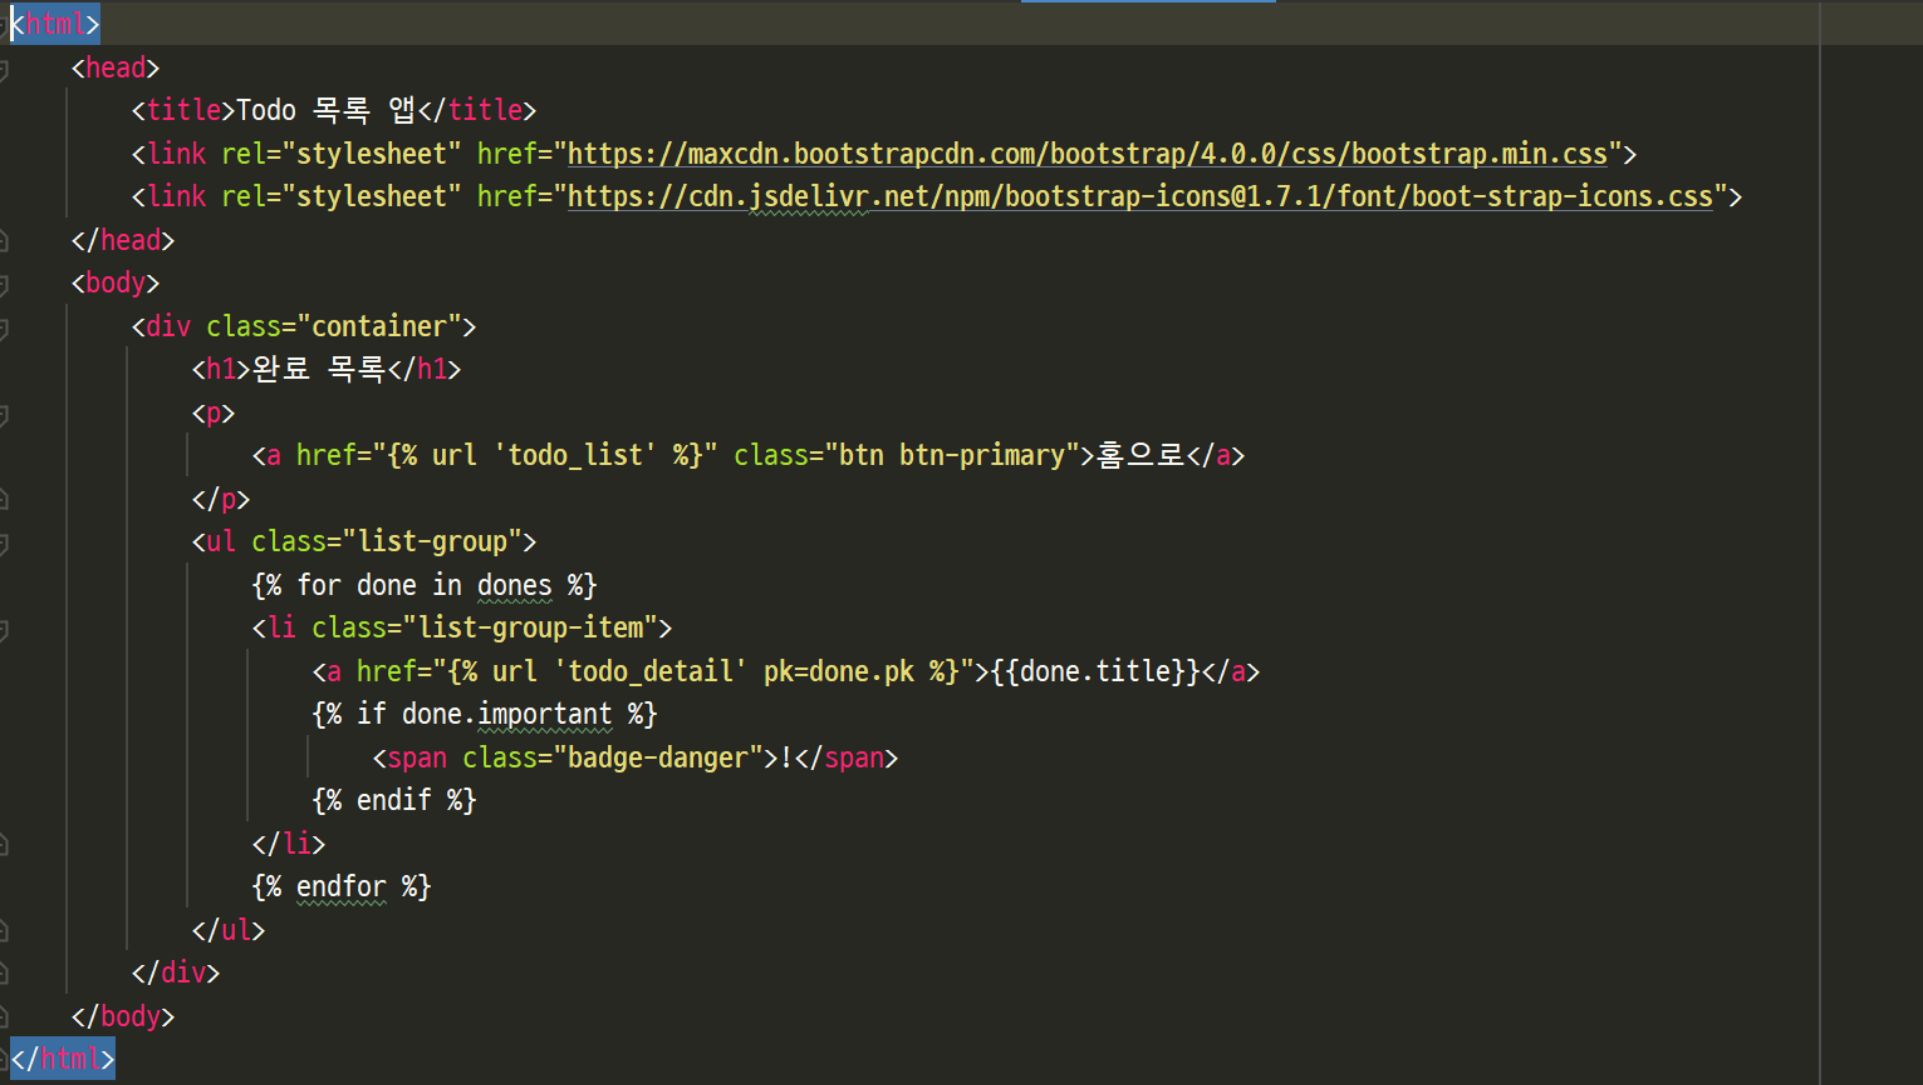 <html>
<head>
<title>Todo 목록 앱</title>
<link rel="stylesheet" href="https://maxcdn.bootstrapcdn.com/bootstrap/4.0.0/css/bootstrap.min.css">
<link rel="stylesheet" href="https://cdn.jsdelivr.net/npm/bootstrap-icons@1.7.1/font/boot-strap-icons.css">
</head>
<body>
<div class="container">
<h1>완료 목록</h1>
<p>
<a href="{% url 'todo_list' %}" class="btn btn-primary">홈으로</a>
</p>
<ul class="list-group">
{% for done in dones %}
<li class="list-group-item">
<a href="{% url 'todo_detail' pk=done.pk %}">{{done.title}}</a>
{% if done.important %}
<span class="badge-danger">!</span>
{% endif %}
</li>
{% endfor %}
</ul>
</div>
</body>
</html>